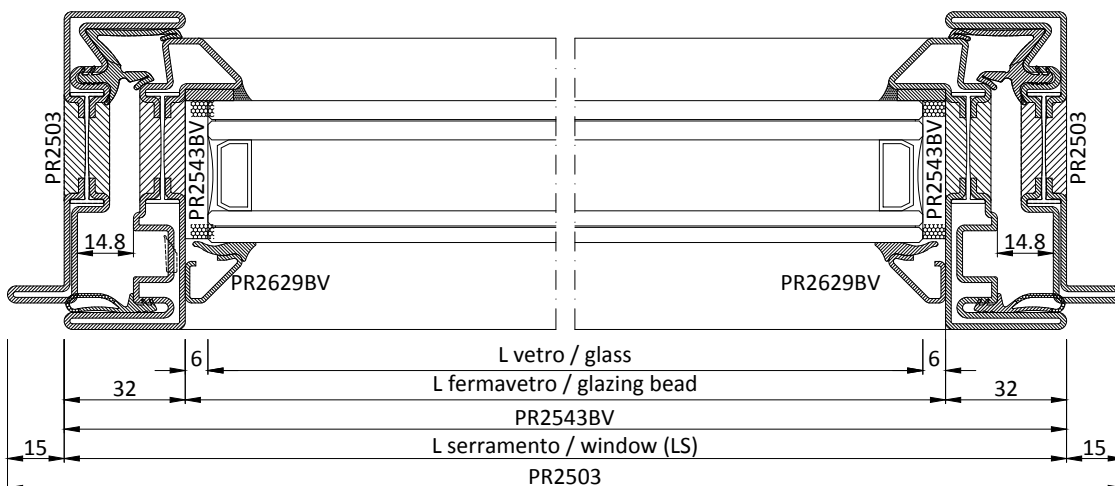 PR2503
PR2543BV
PR2543BV
PR2503
14.8
14.8
PR2629BV
PR2629BV
6
L vetro / glass
6
32
L fermavetro / glazing bead
32
PR2543BV
15
L serramento / window (LS)
15
PR2503